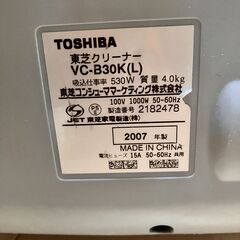 TOSHIBA
東芝クリーナー
VC-B30K(L)
吸込仕事率 530W 質量 4.0kg
東芝コンシューママーケティング株式会社
100V 1000W 50-60Hz
製造番号 2182478
PS
E
JET 東芝家電製造(株)
2007 年製
MADE IN CHINA
電流ヒューズ 15A 50-60Hz 共用